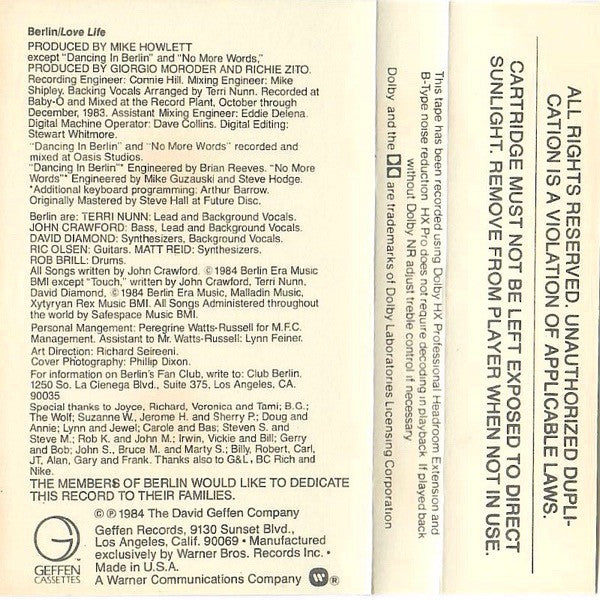 Berlin/Love Life
PRODUCED BY MIKE HOWLETT
except "Dancing In Berlin" and "No More Words,"
PRODUCED BY GIORGIO MORODER AND RICHIE ZITO.
Recording Engineer: Connie Hill. Mixing Engineer: Mike
Shipley. Backing Vocals Arranged by Terri Nunn. Recorded at
Baby-O and Mixed at the Record Plant, October through
December, 1983. Assistant Mixing Engineer: Eddie Delena.
Digital Machine Operator: Dave Collins. Digital Editing:
Stewart Whitmore.
"Dancing In Berlin" and "No More Words" recorded and
mixed at Oasis Studios.
"Dancing In Berlin"* Engineered by Brian Reeves. "No More
Words"* Engineered by Mike Guzauski and Steve Hodge.
*Additional keyboard programming: Arthur Barrow.
Originally Mastered by Steve Hall at Future Disc.
Berlin are: TERRI NUNN: Lead and Background Vocals.
JOHN CRAWFORD: Bass, Lead and Background Vocals.
DAVID DIAMOND: Synthesizers, Background Vocals.
RIC OLSEN: Guitars. MATT REID: Synthesizers.
ROB BRILL: Drums.
All Songs written by John Crawford. ©1984 Berlin Era Music
BMI except "Touch," written by John Crawford, Terri Nunn.
David Diamond, © 1984 Berlin Era Music, Malladin Music,
Xytyryan Rex Music BMI. All Songs Administered throughout
the world by Safespace Music BMI.
Personal Mangement: Peregrine Watts-Russell for M.F.C.
Management. Assistant to Mr. Watts-Russell: Lynn Feiner.
Art Direction: Richard Seireeni.
Cover Photography: Phillip Dixon.
For information on Berlin's Fan Club, write to: Club Berlin,
1250 So. La Cienega Blvd., Suite 375, Los Angeles, CA.
90035
Special thanks to Joyce, Richard, Veronica and Tami; B.G.;
The Wolf; Suzanne W., Jerome H. and Sherry P.; Doug and
Annie; Lynn and Jewel; Carole and Bas; Steven S. and
Steve M.; Rob K. and John M.; Irwin, Vickie and Bill; Gerry
and Bob; John S., Bruce M. and Marty S.; Billy, Robert, Carl,
JT, Alan, Gary and Frank. Thanks also to G&L, BC Rich and
Nike.
THE MEMBERS OF BERLIN WOULD LIKE TO DEDICATE
THIS RECORD TO THEIR FAMILIES.
GEFFEN
CASSETTES
© ℗ 1984 The David Geffen Company
Geffen Records, 9130 Sunset Blvd.,
Los Angeles, Calif. 90069 • Manufactured
exclusively by Warner Bros. Records Inc. •
Made in U.S.A.
A Warner Communications Company ®
This tape has been recorded using Dolby HX Professional Headroom Extension and
B-Type noise reduction HX Pro does not require decoding in playback If played back
without Dolby NR adjust treble control if necessary
Dolby and the are trademarks of Dolby Laboratories Licensing Corporation
ALL RIGHTS RESERVED. UNAUTHORIZED DUPLI-
CATION IS A VIOLATION OF APPLICABLE LAWS.
CARTRIDGE MUST NOT BE LEFT EXPOSED TO DIRECT
SUNLIGHT. REMOVE FROM PLAYER WHEN NOT IN USE.